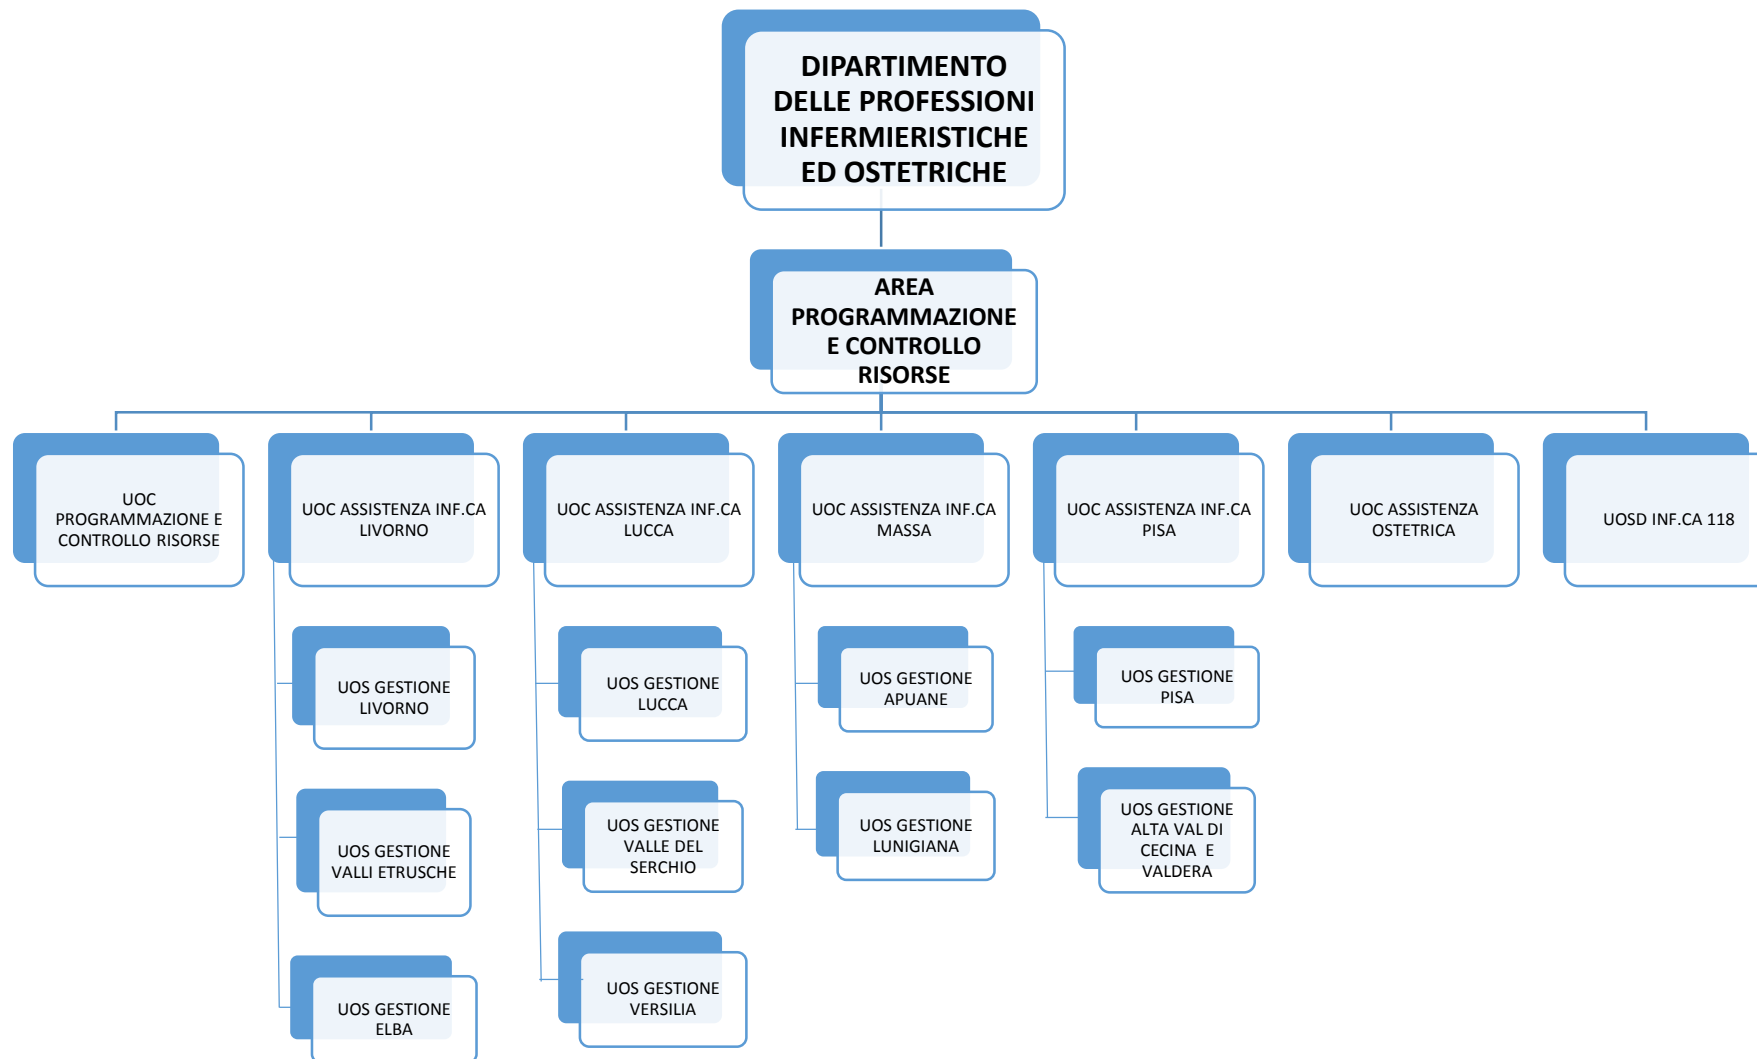 DIPARTIMENTO
DELLE PROFESSIONI
INFERMIERISTICHE
ED OSTETRICHE
AREA
PROGRAMMAZIONE
E CONTROLLO
RISORSE
UOC
PROGRAMMAZIONE E
CONTROLLO RISORSE
UOC ASSISTENZA INF.CA
LIVORNO
UOC ASSISTENZA INF.CA
LUCCA
UOC ASSISTENZA INF.CA
MASSA
UOC ASSISTENZA INF.CA
PISA
UOC ASSISTENZA
OSTETRICA
UOSD INF.CA 118
UOS GESTIONE
LIVORNO
UOS GESTIONE
LUCCA
UOS GESTIONE
APUANE
UOS GESTIONE
PISA
UOS GESTIONE
VALLI ETRUSCHE
UOS GESTIONE
VALLE DEL
SERCHIO
UOS GESTIONE
LUNIGIANA
UOS GESTIONE
ALTA VAL DI
CECINA  E
VALDERA
UOS GESTIONE
ELBA
UOS GESTIONE
VERSILIA